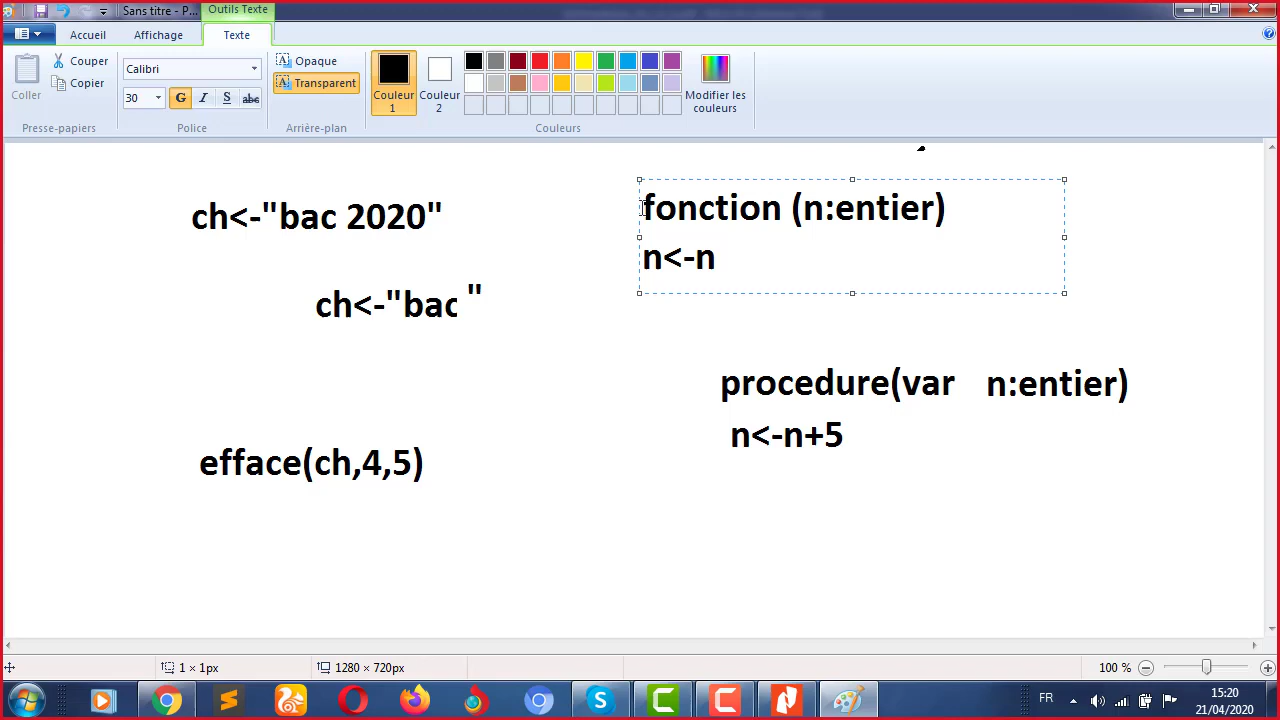 Sans titre - P...
Outils Texte
Accueil
Affichage
Texte
Coller
Couper
Copier
Presse-papiers
Calibri
30
G I S abc
Police
Opaque
Transparent
Arrière-plan
Couleur 1
Couleur 2
Modifier les couleurs
Couleurs
ch<-"bac 2020"
ch<-"bac "
efface(ch,4,5)
fonction (n:entier)
n<-n
procedure(var n:entier)
n<-n+5
1 × 1px
1280 × 720px
100 %
FR
15:20
21/04/2020